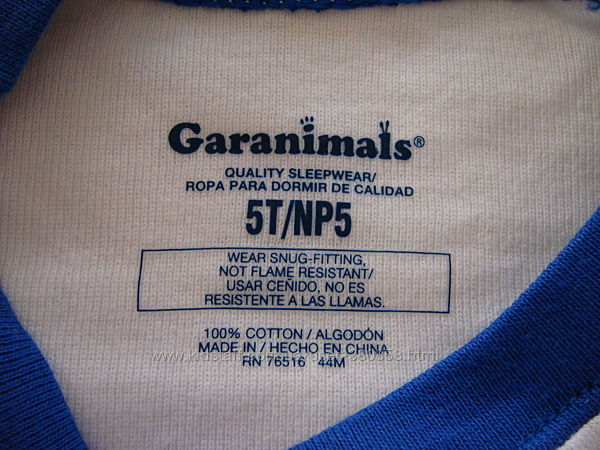 Garanimals®
QUALITY SLEEPWEAR/
ROPA PARA DORMIR DE CALIDAD
5T/NP5
WEAR SNUG-FITTING,
NOT FLAME RESISTANT/
USAR CEÑIDO, NO ES
RESISTENTE A LAS LLAMAS.
100% COTTON / ALGODÓN
MADE IN / HECHO EN CHINA
RN 76516 44M